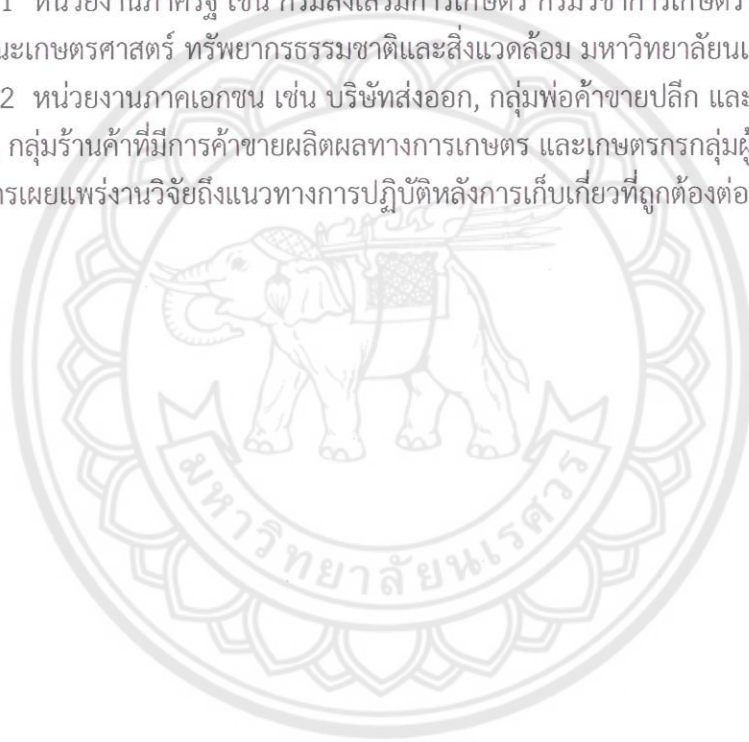 1 หน่วยงานภาครัฐ เช่น กรมส่งเสริมการเกษตร กรมวิชาการเกษตร
ณะเกษตรศาสตร์ ทรัพยากรธรรมชาติและสิ่งแวดล้อม มหาวิทยาลัยนเ
2 หน่วยงานภาคเอกชน เช่น บริษัทส่งออก, กลุ่มพ่อค้าขายปลีก และ
กลุ่มร้านค้าที่มีการค้าขายผลิตผลทางการเกษตร และเกษตรกรกลุ่มผู้
ารเผยแพร่งานวิจัยถึงแนวทางการปฏิบัติหลังการเก็บเกี่ยวที่ถูกต้องต่อ
มหาวิทยาลัยนเรศวร